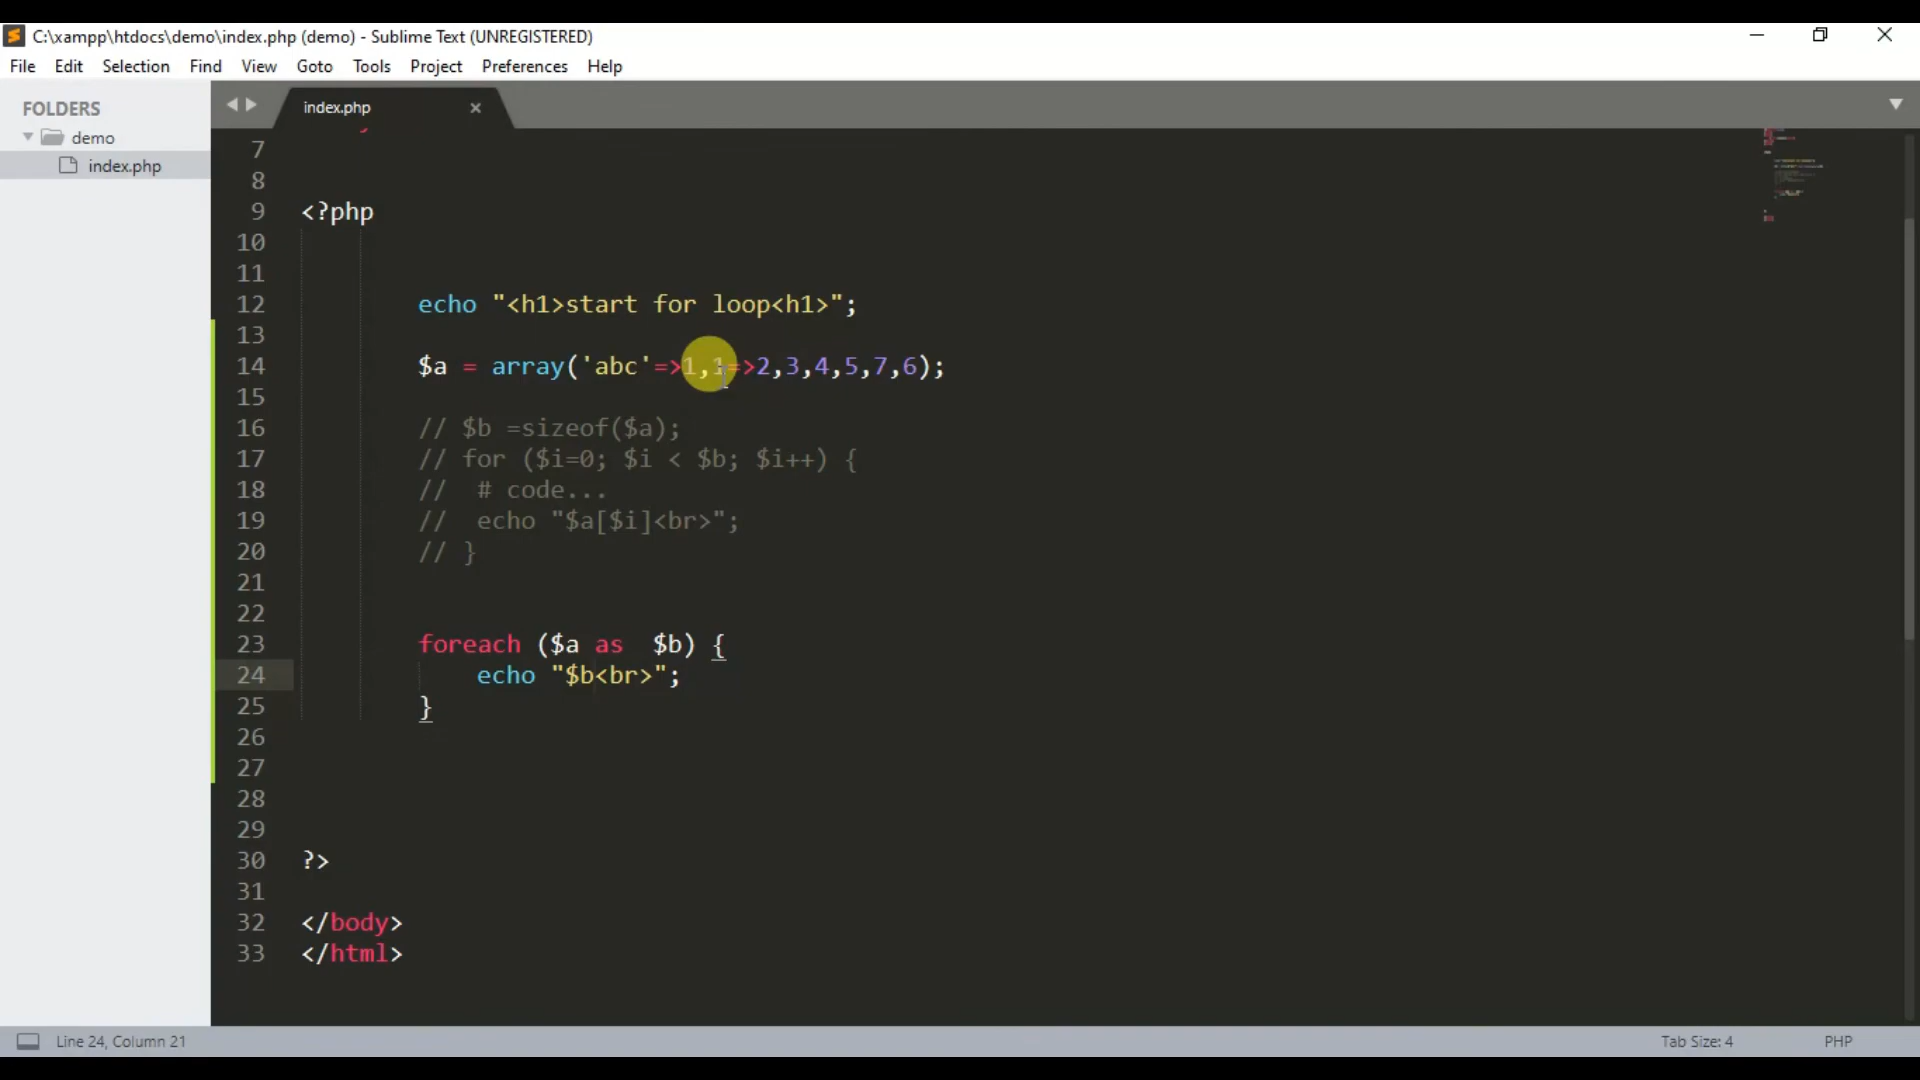 C:\xampp\htdocs\demo\index.php (demo) - Sublime Text (UNREGISTERED)
File Edit Selection Find View Goto Tools Project Preferences Help
FOLDERS
demo
index.php
index.php
7
8
9 <?php
10
11
12 echo "<h1>start for loop<h1>";
13
14 $a = array('abc'=>1,1=>2,3,4,5,7,6);
15
16 // $b =sizeof($a);
17 // for ($i=0; $i < $b; $i++) {
18 // # code...
19 // echo "$a[$i]<br>";
20 // }
21
22
23 foreach ($a as  $b) {
24 echo "$b<br>";
25 }
26
27
28
29
30 ?>
31
32 </body>
33 </html>
Line 24, Column 21
Tab Size: 4
PHP